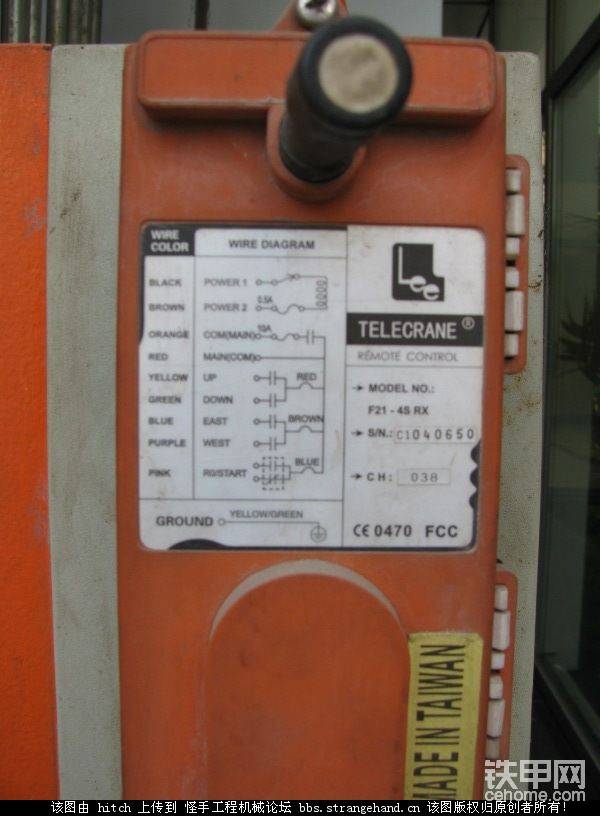 WIRE COLOR
WIRE DIAGRAM
BLACK POWER 1
BROWN POWER 2 0.5A
ORANGE COM(MAIN) 10A
RED MAIN(COM)
YELLOW UP RED
GREEN DOWN
BLUE EAST BROWN
PURPLE WEST
PINK R0/START BLUE
GROUND YELLOW/GREEN
Lee
TELECRANE®
REMOTE CONTROL
MODEL NO.:
F21 - 4S RX
S/N.: C1040650
CH: 038
CE 0470 FCC
MADE IN TAIWAN
铁甲网
cehome.com
该图由 hitch 上传到 怪手工程机械论坛 bbs.strangehand.cn 该图版权归原创者所有!